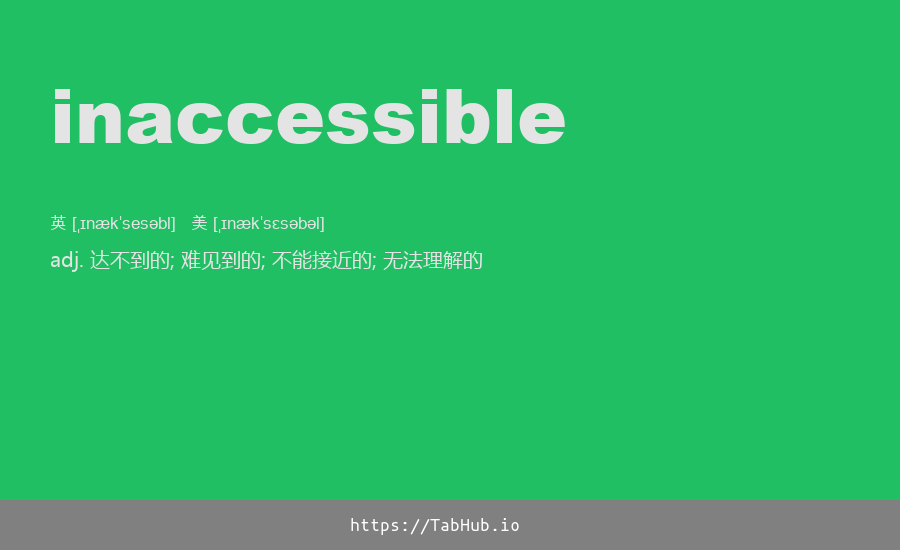 inaccessible
英 [ˌɪnækˈsesəbl] 美 [ˌɪnækˈsɛsəbəl]
adj. 达不到的; 难见到的; 不能接近的; 无法理解的
https://TabHub.io